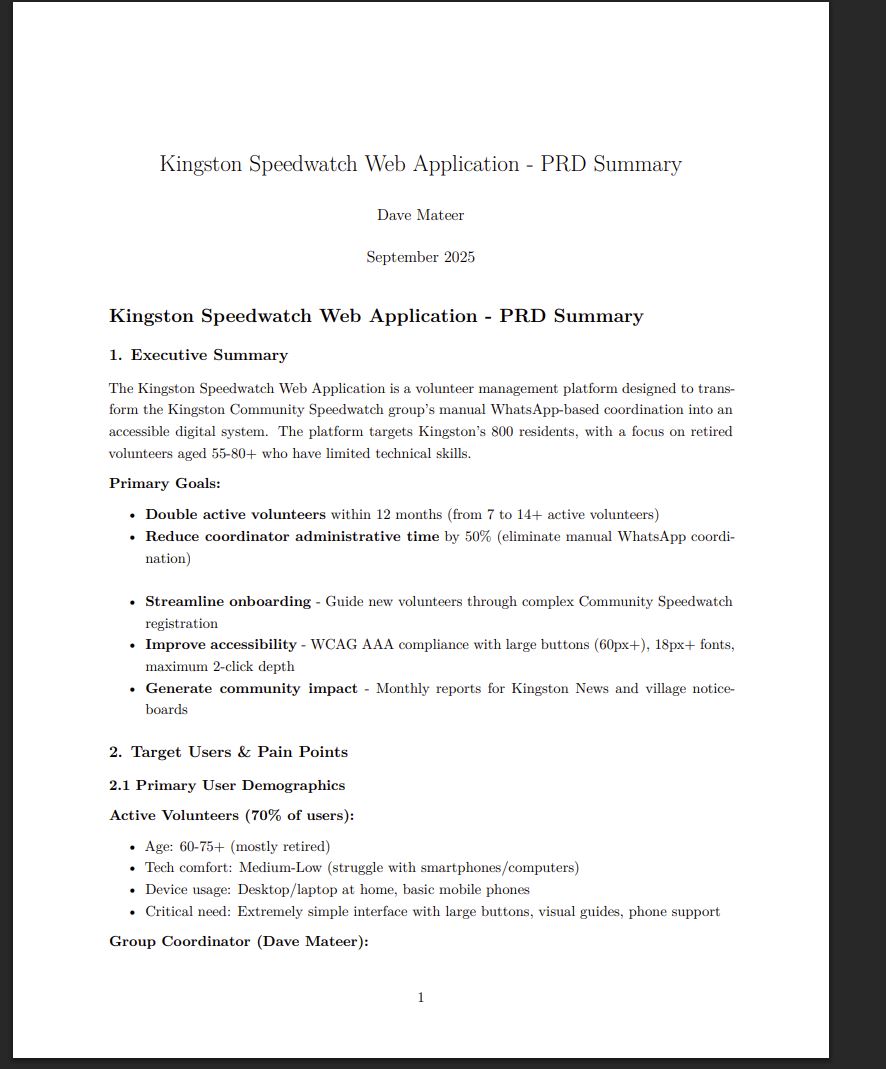 Kingston Speedwatch Web Application - PRD Summary
Dave Mateer
September 2025
Kingston Speedwatch Web Application - PRD Summary
1. Executive Summary
The Kingston Speedwatch Web Application is a volunteer management platform designed to trans-
form the Kingston Community Speedwatch group's manual WhatsApp-based coordination into an
accessible digital system. The platform targets Kingston's 800 residents, with a focus on retired
volunteers aged 55-80+ who have limited technical skills.
Primary Goals:
• Double active volunteers within 12 months (from 7 to 14+ active volunteers)
• Reduce coordinator administrative time by 50% (eliminate manual WhatsApp coordi-
nation)
• Streamline onboarding - Guide new volunteers through complex Community Speedwatch
registration
• Improve accessibility - WCAG AAA compliance with large buttons (60px+), 18px+ fonts,
maximum 2-click depth
• Generate community impact - Monthly reports for Kingston News and village notice-
boards
2. Target Users & Pain Points
2.1 Primary User Demographics
Active Volunteers (70% of users):
• Age: 60-75+ (mostly retired)
• Tech comfort: Medium-Low (struggle with smartphones/computers)
• Device usage: Desktop/laptop at home, basic mobile phones
• Critical need: Extremely simple interface with large buttons, visual guides, phone support
Group Coordinator (Dave Mateer):
1